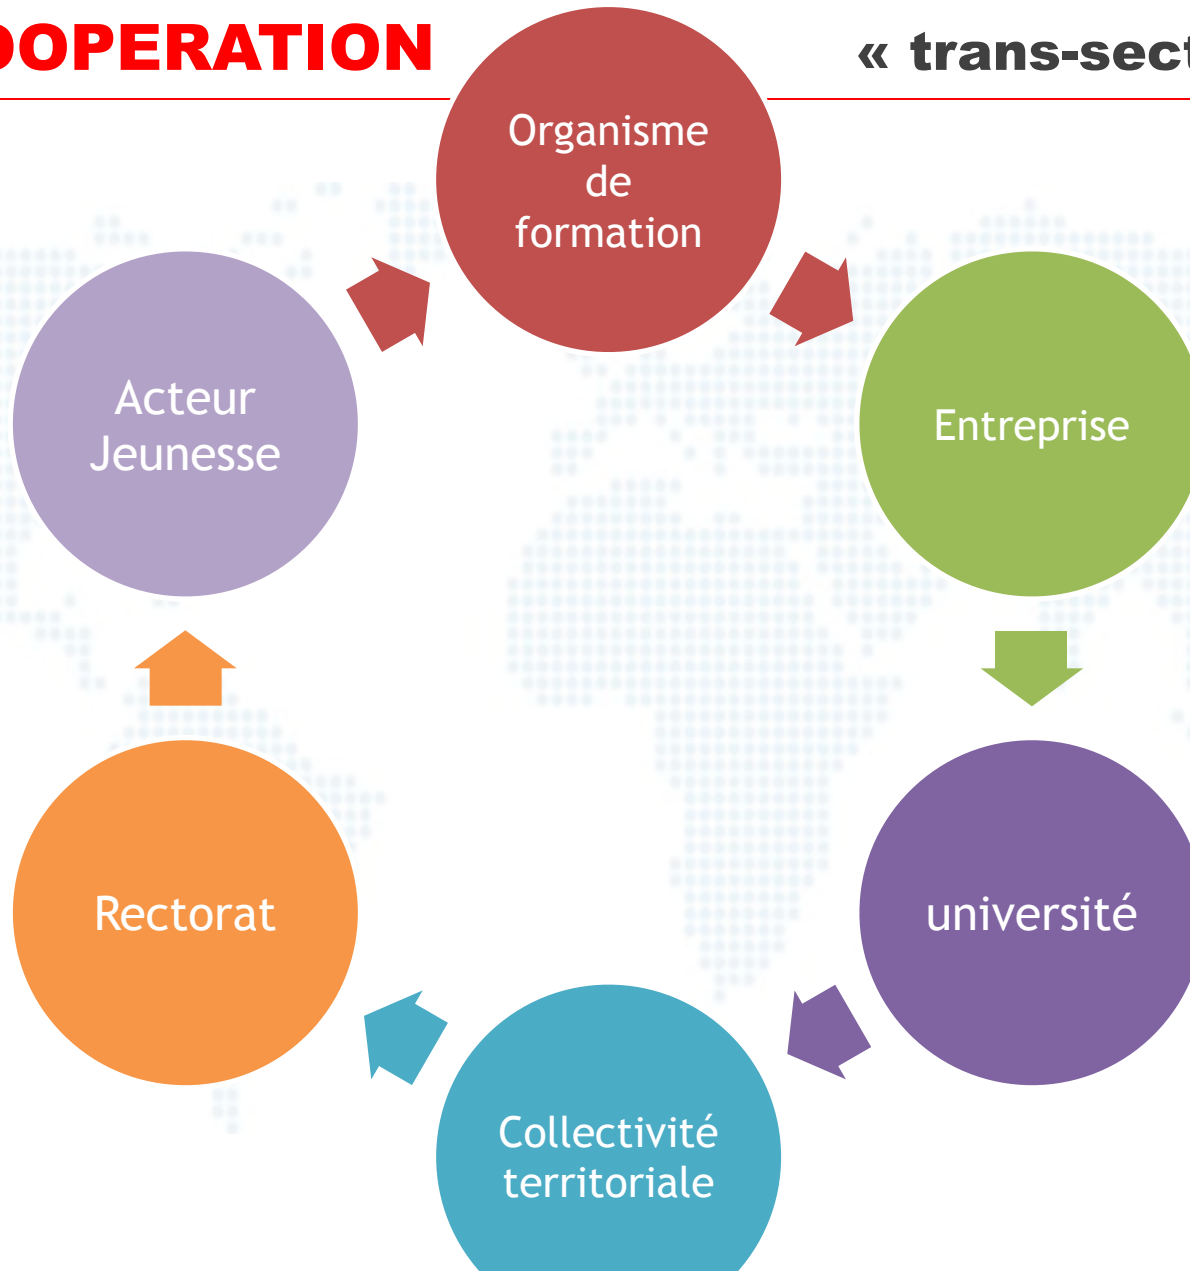 OOPERATION « trans-sect
Organisme
de
formation
Acteur
Jeunesse
Entreprise
Rectorat
université
Collectivité
territoriale